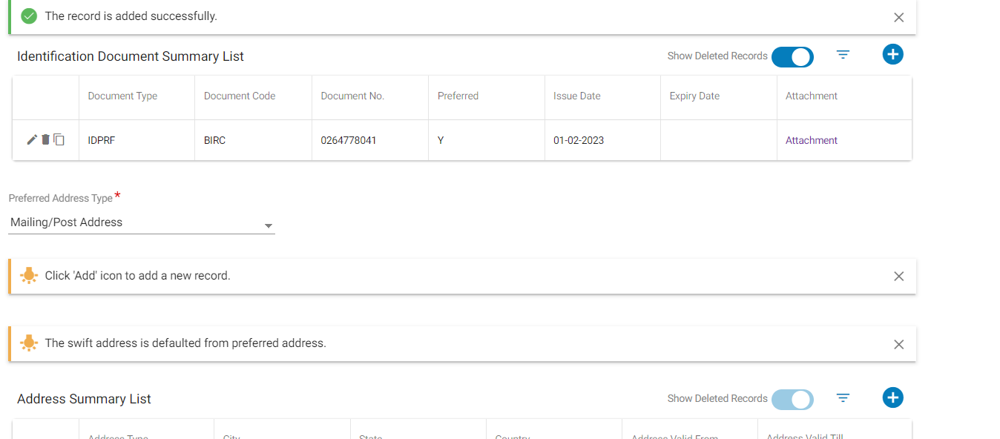 The record is added successfully.
Identification Document Summary List
Show Deleted Records
Document Type Document Code Document No. Preferred Issue Date Expiry Date Attachment
IDPRF BIRC 0264778041 Y 01-02-2023 Attachment
Preferred Address Type*
Mailing/Post Address
Click 'Add' icon to add a new record.
The swift address is defaulted from preferred address.
Address Summary List
Show Deleted Records
Address Type City State Country Address Valid From Address Valid Till